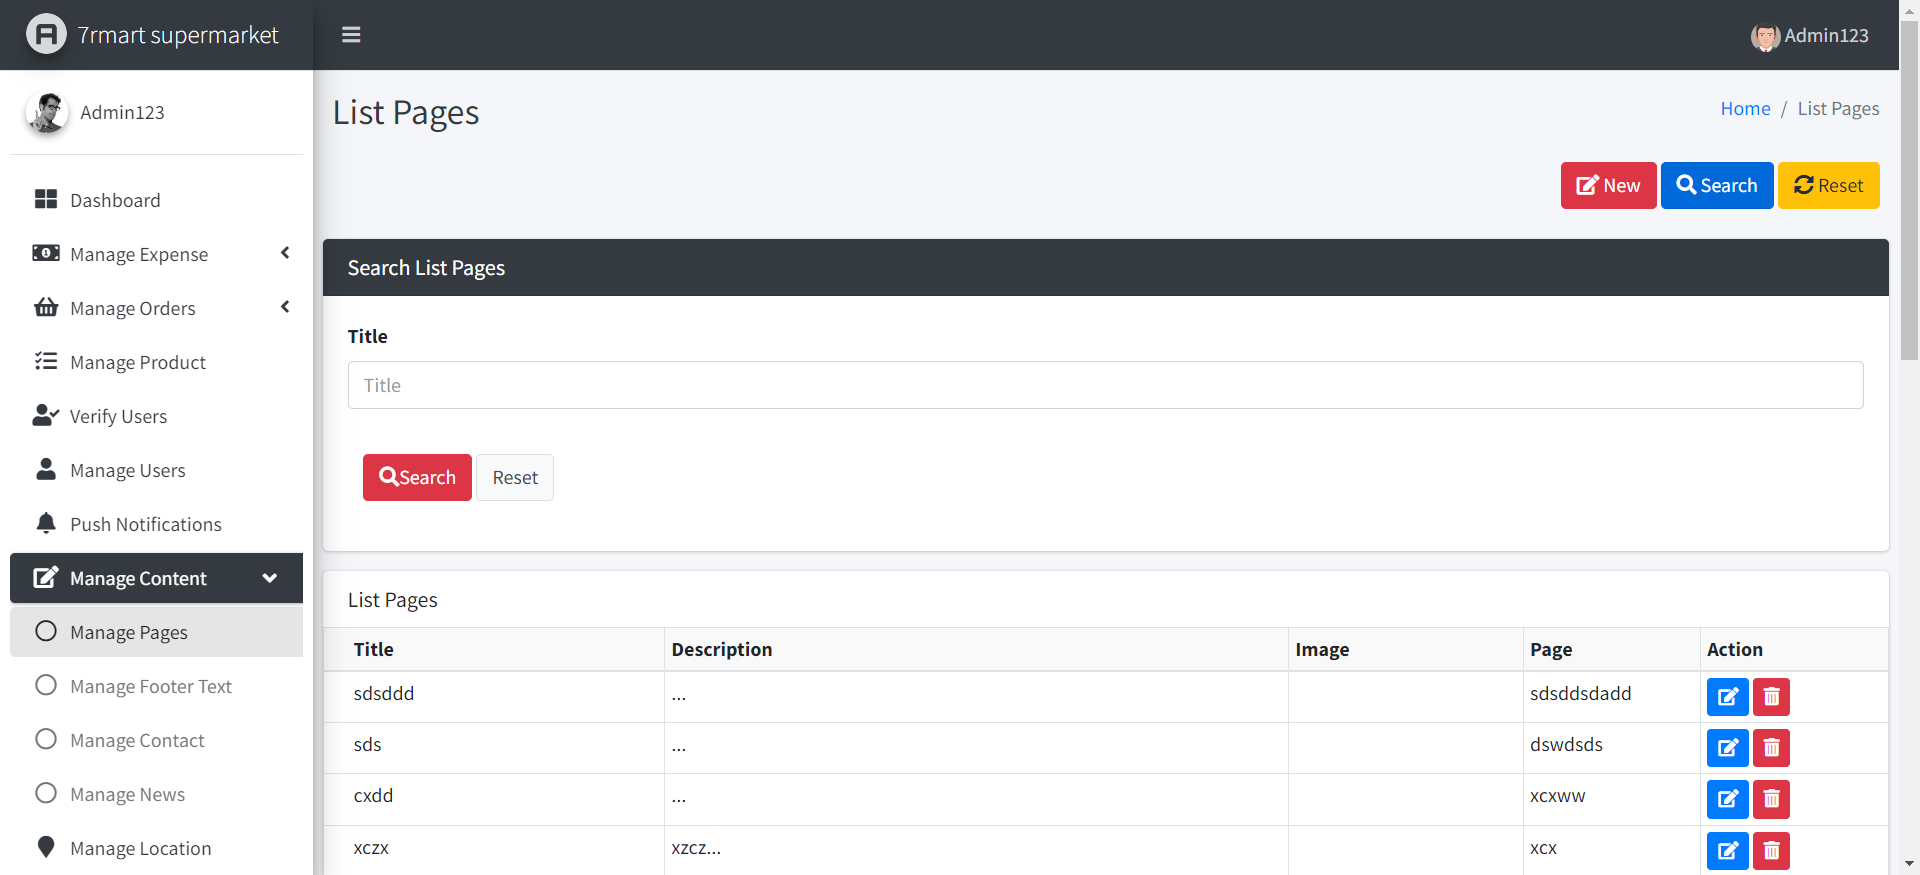 7rmart supermarket
Admin123
Admin123
Dashboard
Manage Expense
Manage Orders
Manage Product
Verify Users
Manage Users
Push Notifications
Manage Content
Manage Pages
Manage Footer Text
Manage Contact
Manage News
Manage Location
List Pages
Home / List Pages
New Search Reset
Search List Pages
Title
Title
Search Reset
List Pages
Title Description Image Page Action
sdsddd ... sdsddsdadd
sds ... dswdsds
cxdd ... xcxww
xczx xzcz... xcx